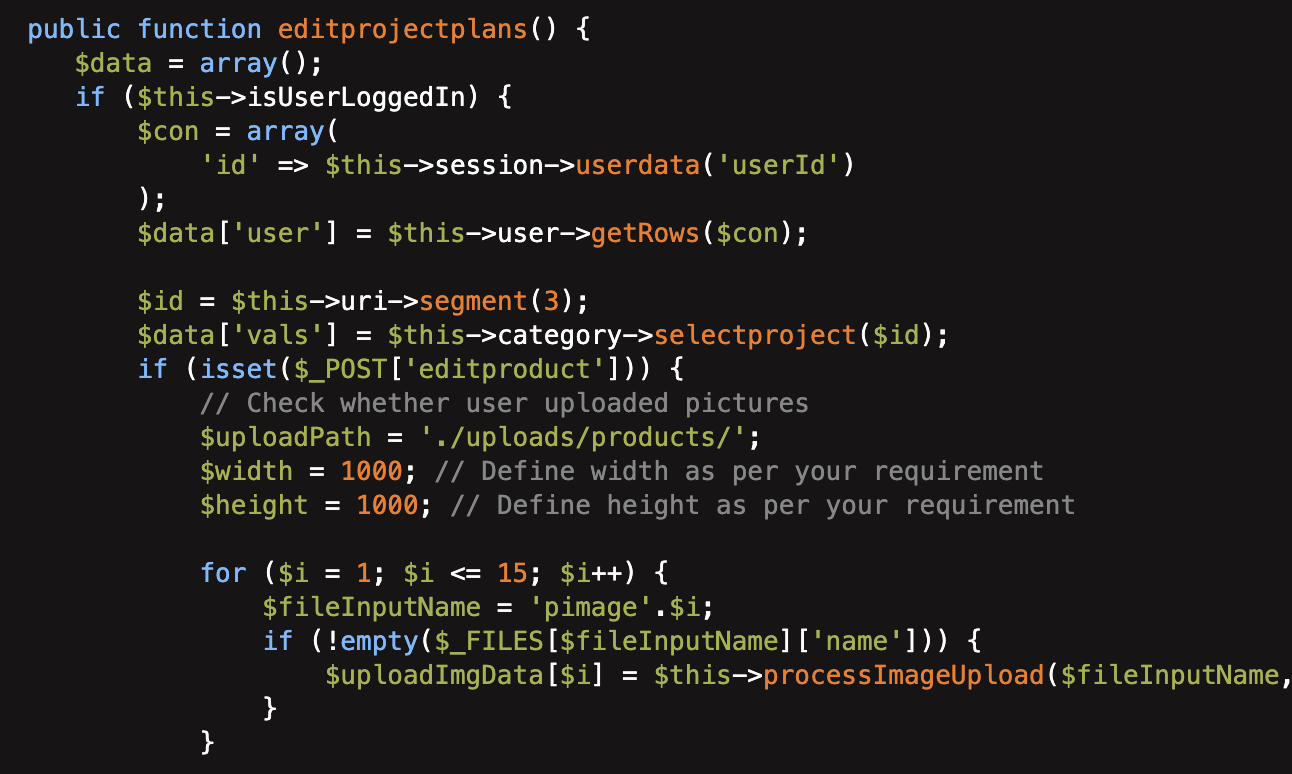 public function editprojectplans() {
   $data = array();
   if ($this->isUserLoggedIn) {
       $con = array(
           'id' => $this->session->userdata('userId')
       );
       $data['user'] = $this->user->getRows($con);

       $id = $this->uri->segment(3);
       $data['vals'] = $this->category->selectproject($id);
       if (isset($_POST['editproduct'])) {
           // Check whether user uploaded pictures
           $uploadPath = './uploads/products/';
           $width = 1000; // Define width as per your requirement
           $height = 1000; // Define height as per your requirement

           for ($i = 1; $i <= 15; $i++) {
               $fileInputName = 'pimage'.$i;
               if (!empty($_FILES[$fileInputName]['name'])) {
                   $uploadImgData[$i] = $this->processImageUpload($fileInputName,
               }
           }